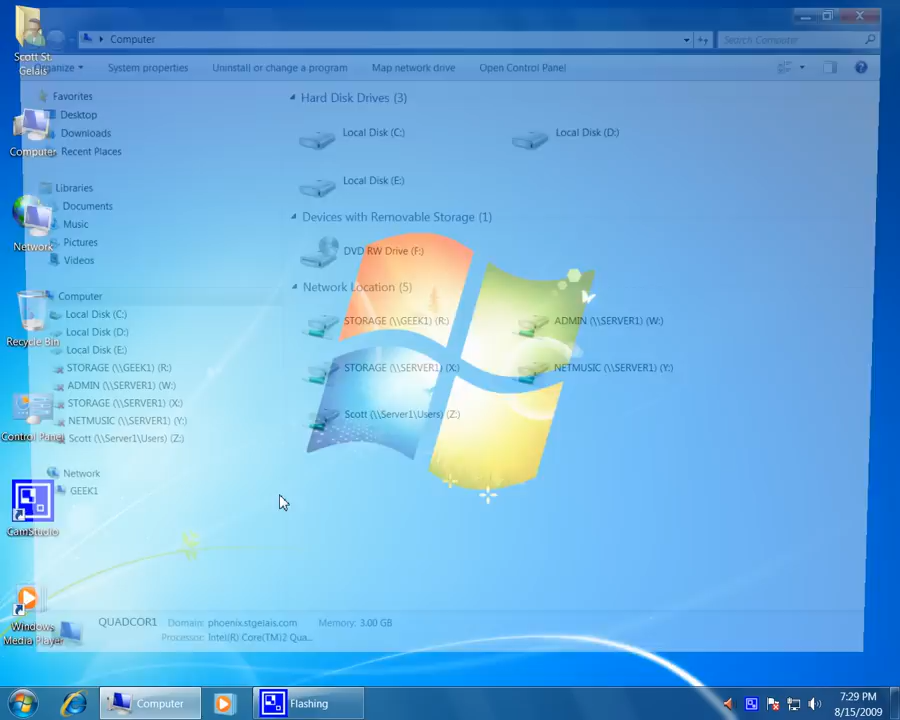 Computer
Search Computer
Organize
System properties
Uninstall or change a program
Map network drive
Open Control Panel
Scott St.
Gelais
Computer
Network
Recycle Bin
Control Panel
CamStudio
Windows
Media Player
Favorites
Desktop
Downloads
Recent Places
Libraries
Documents
Music
Pictures
Videos
Computer
Local Disk (C:)
Local Disk (D:)
Local Disk (E:)
STORAGE (\\GEEK1) (R:)
ADMIN (\\SERVER1) (W:)
STORAGE (\\SERVER1) (X:)
NETMUSIC (\\SERVER1) (Y:)
Scott (\\Server1\Users) (Z:)
Network
GEEK1
Hard Disk Drives (3)
Local Disk (C:)
Local Disk (D:)
Local Disk (E:)
Devices with Removable Storage (1)
DVD RW Drive (F:)
Network Location (5)
STORAGE (\\GEEK1) (R:)
ADMIN (\\SERVER1) (W:)
STORAGE (\\SERVER1) (X:)
NETMUSIC (\\SERVER1) (Y:)
Scott (\\Server1\Users) (Z:)
QUADCOR1 Domain: phoenix.stgelais.com Memory: 3.00 GB
Processor: Intel(R) Core(TM)2 Qua...
Computer
Flashing
7:29 PM
8/15/2009